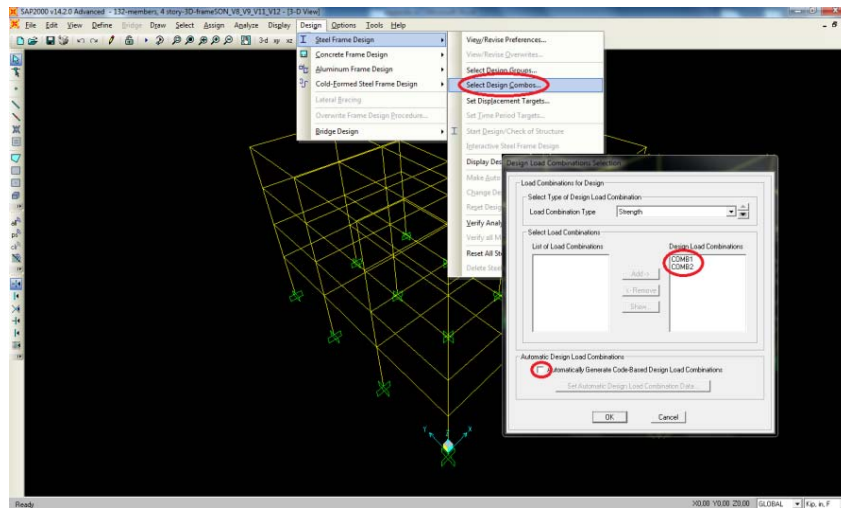 SAP2000 v14.2.0 Advanced - 132-members, 4 story-3D-frameSON_V8_V9_V11_V12 - [3-D View]
File Edit View Define Bridge Draw Select Assign Analyze Display Design Options Tools Help
3-d xy xz
Steel Frame Design
Concrete Frame Design
Aluminum Frame Design
Cold-Formed Steel Frame Design
Lateral Bracing
Overwrite Frame Design Procedure...
Bridge Design
View/Revise Preferences...
View/Revise Overwrites...
Select Design Groups...
Select Design Combos...
Set Displacement Targets...
Set Time Period Targets...
Start Design/Check of Structure
Interactive Steel Frame Design
Display Des
Make Auto
Change De
Reset Desig
Verify Analy
Verify all M
Reset All St
Delete Steel
Design Load Combinations Selection
Load Combinations for Design
Select Type of Design Load Combination
Load Combination Type
Strength
Select Load Combinations
List of Load Combinations
Design Load Combinations
COMB1
COMB2
Add ->
<- Remove
Show...
Automatic Design Load Combinations
Automatically Generate Code-Based Design Load Combinations
Set Automatic Design Load Combination Data...
OK
Cancel
Y
Z
X
Ready
X0.00 Y0.00 Z0.00
GLOBAL
Kip, in, F